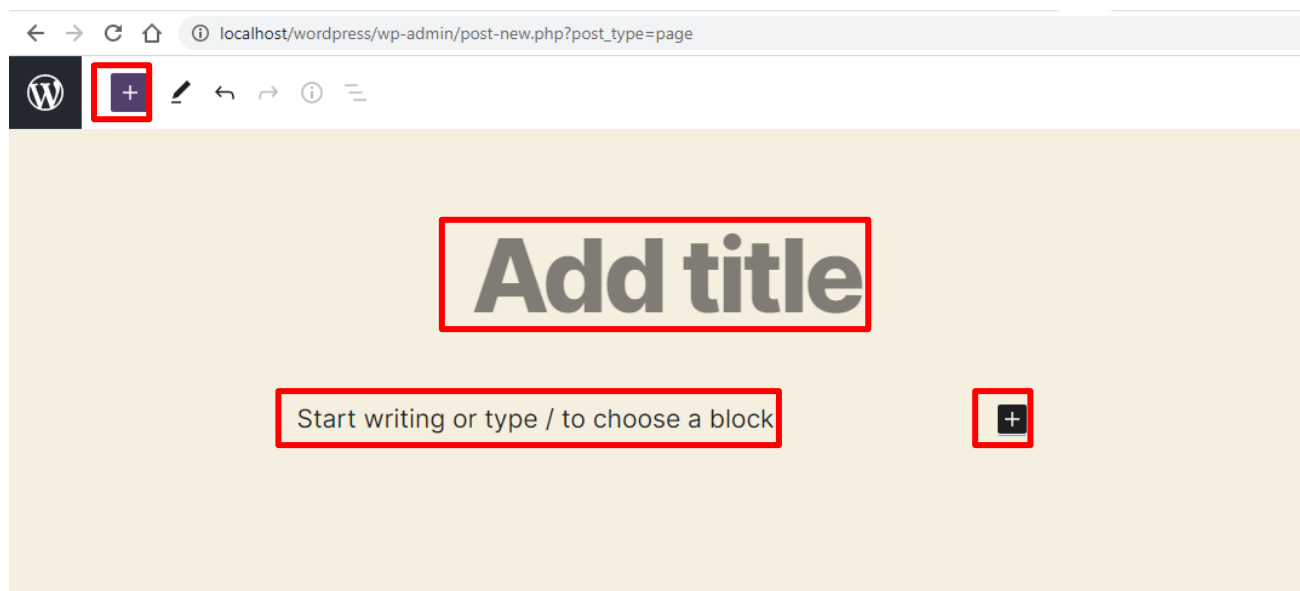 localhost/wordpress/wp-admin/post-new.php?post_type=page
Add title
Start writing or type / to choose a block